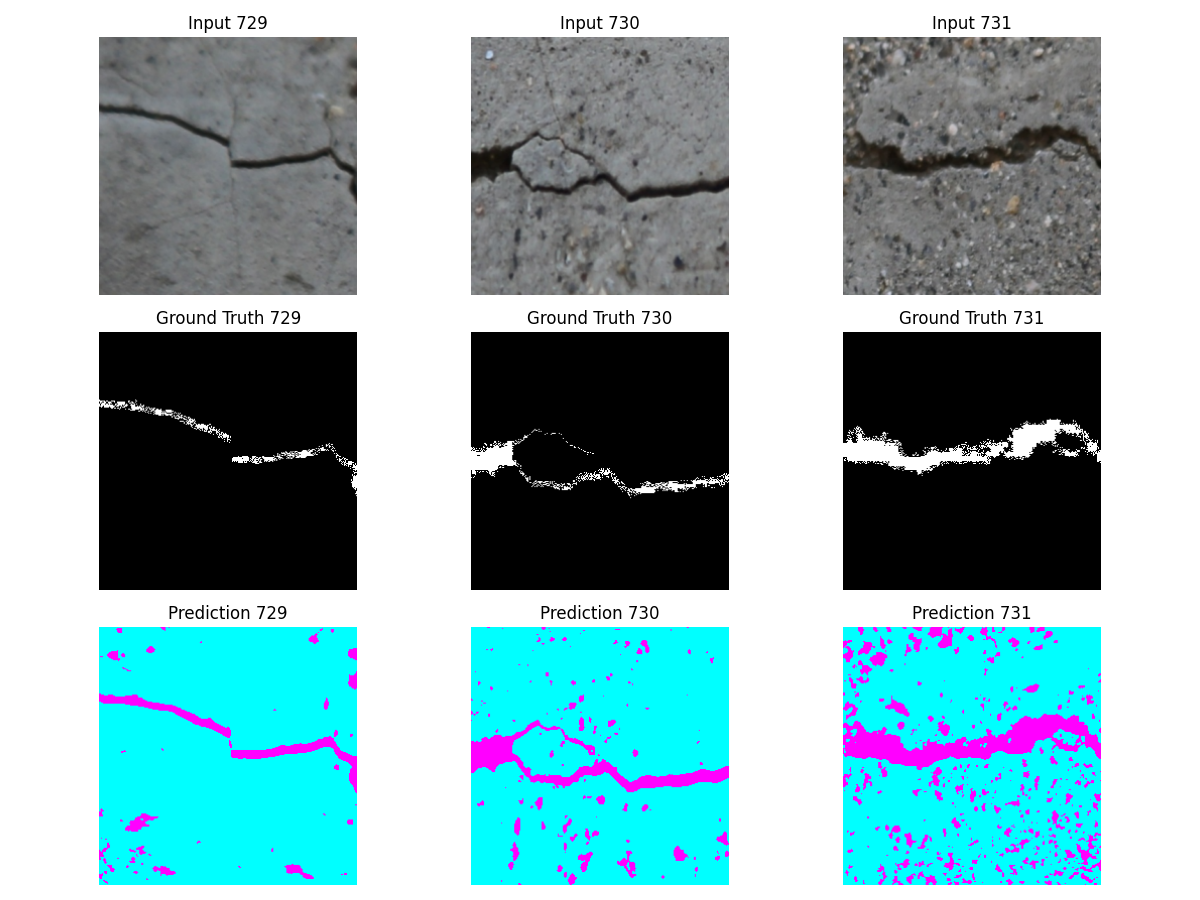 Input 729
Input 730
Input 731
Ground Truth 729
Ground Truth 730
Ground Truth 731
Prediction 729
Prediction 730
Prediction 731